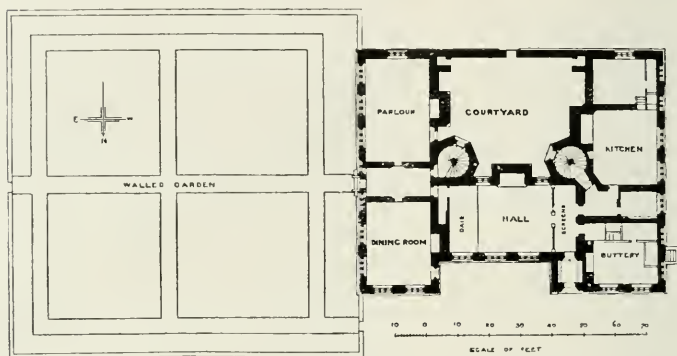 PARLOUR
COURTYARD
E
W
N
KITCHEN
WALLED GARDEN
DAIS
HALL
SCREENS
DINING ROOM
BUTTERY
10 0 10 20 30 40 50 60 70
SCALE OF FEET